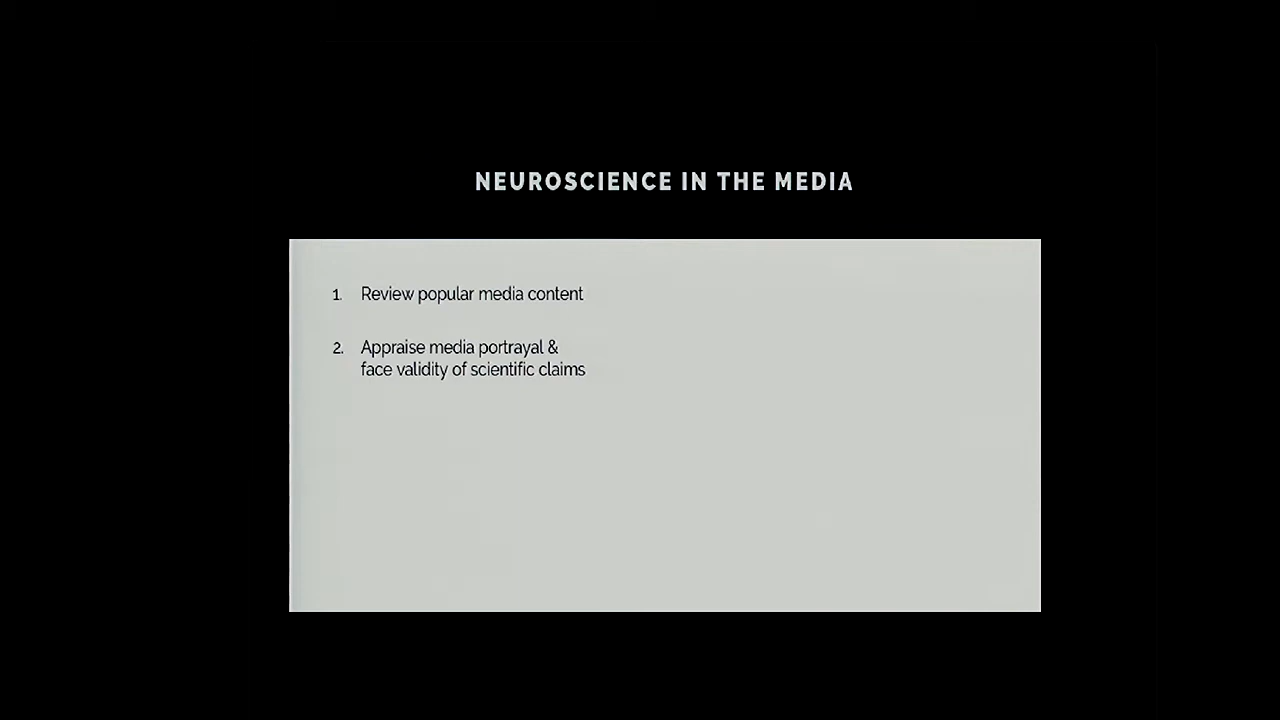 NEUROSCIENCE IN THE MEDIA
1. Review popular media content
2. Appraise media portrayal &
face validity of scientific claims